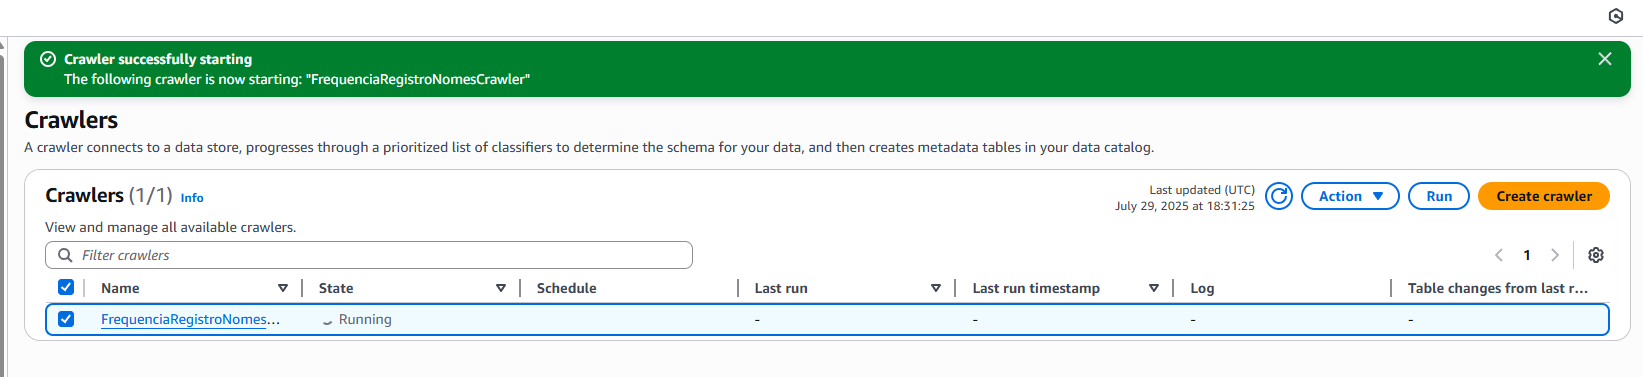 Crawler successfully starting
The following crawler is now starting: "FrequenciaRegistroNomesCrawler"
Crawlers
A crawler connects to a data store, progresses through a prioritized list of classifiers to determine the schema for your data, and then creates metadata tables in your data catalog.
Crawlers (1/1) Info
Last updated (UTC)
July 29, 2025 at 18:31:25
Action
Run
Create crawler
View and manage all available crawlers.
Filter crawlers
1
Name State Schedule Last run Last run timestamp Log Table changes from last r...
FrequenciaRegistroNomes... Running - - - -